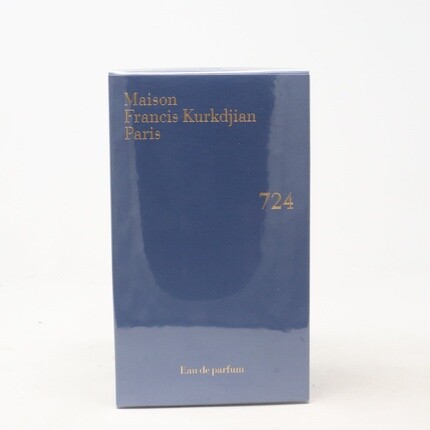 Maison
Francis Kurkdjian
Paris
724
Eau de parfum